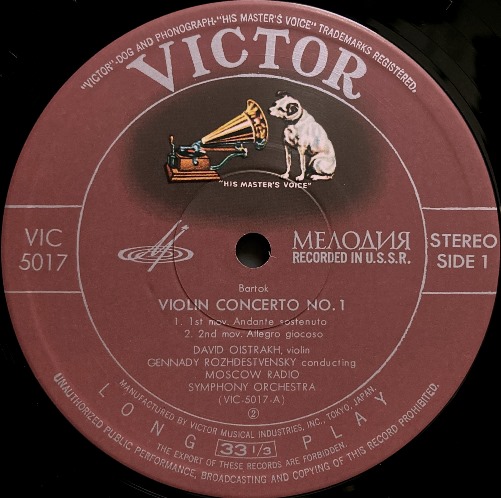 "VICTOR"-DOG AND PHONOGRAPH-"HIS MASTER'S VOICE" TRADEMARKS REGISTERED.
VICTOR
"HIS MASTER'S VOICE"
VIC
5017
МЕЛОДИЯ
RECORDED IN U.S.S.R.
STEREO
SIDE 1
Bartok
VIOLIN CONCERTO NO. 1
1. 1st mov. Andante sostenuto
2. 2nd mov. Allegro giocoso
DAVID OISTRAKH, violin
GENNADY ROZHDESTVENSKY conducting
MOSCOW RADIO
SYMPHONY ORCHESTRA
(VIC-5017-A)
②
MANUFACTURED BY VICTOR MUSICAL INDUSTRIES, INC., TOKYO, JAPAN.
LONG PLAY
33 1/3
THE EXPORT OF THESE RECORDS ARE FORBIDDEN.
UNAUTHORIZED PUBLIC PERFORMANCE, BROADCASTING AND COPYING OF THIS RECORD PROHIBITED.